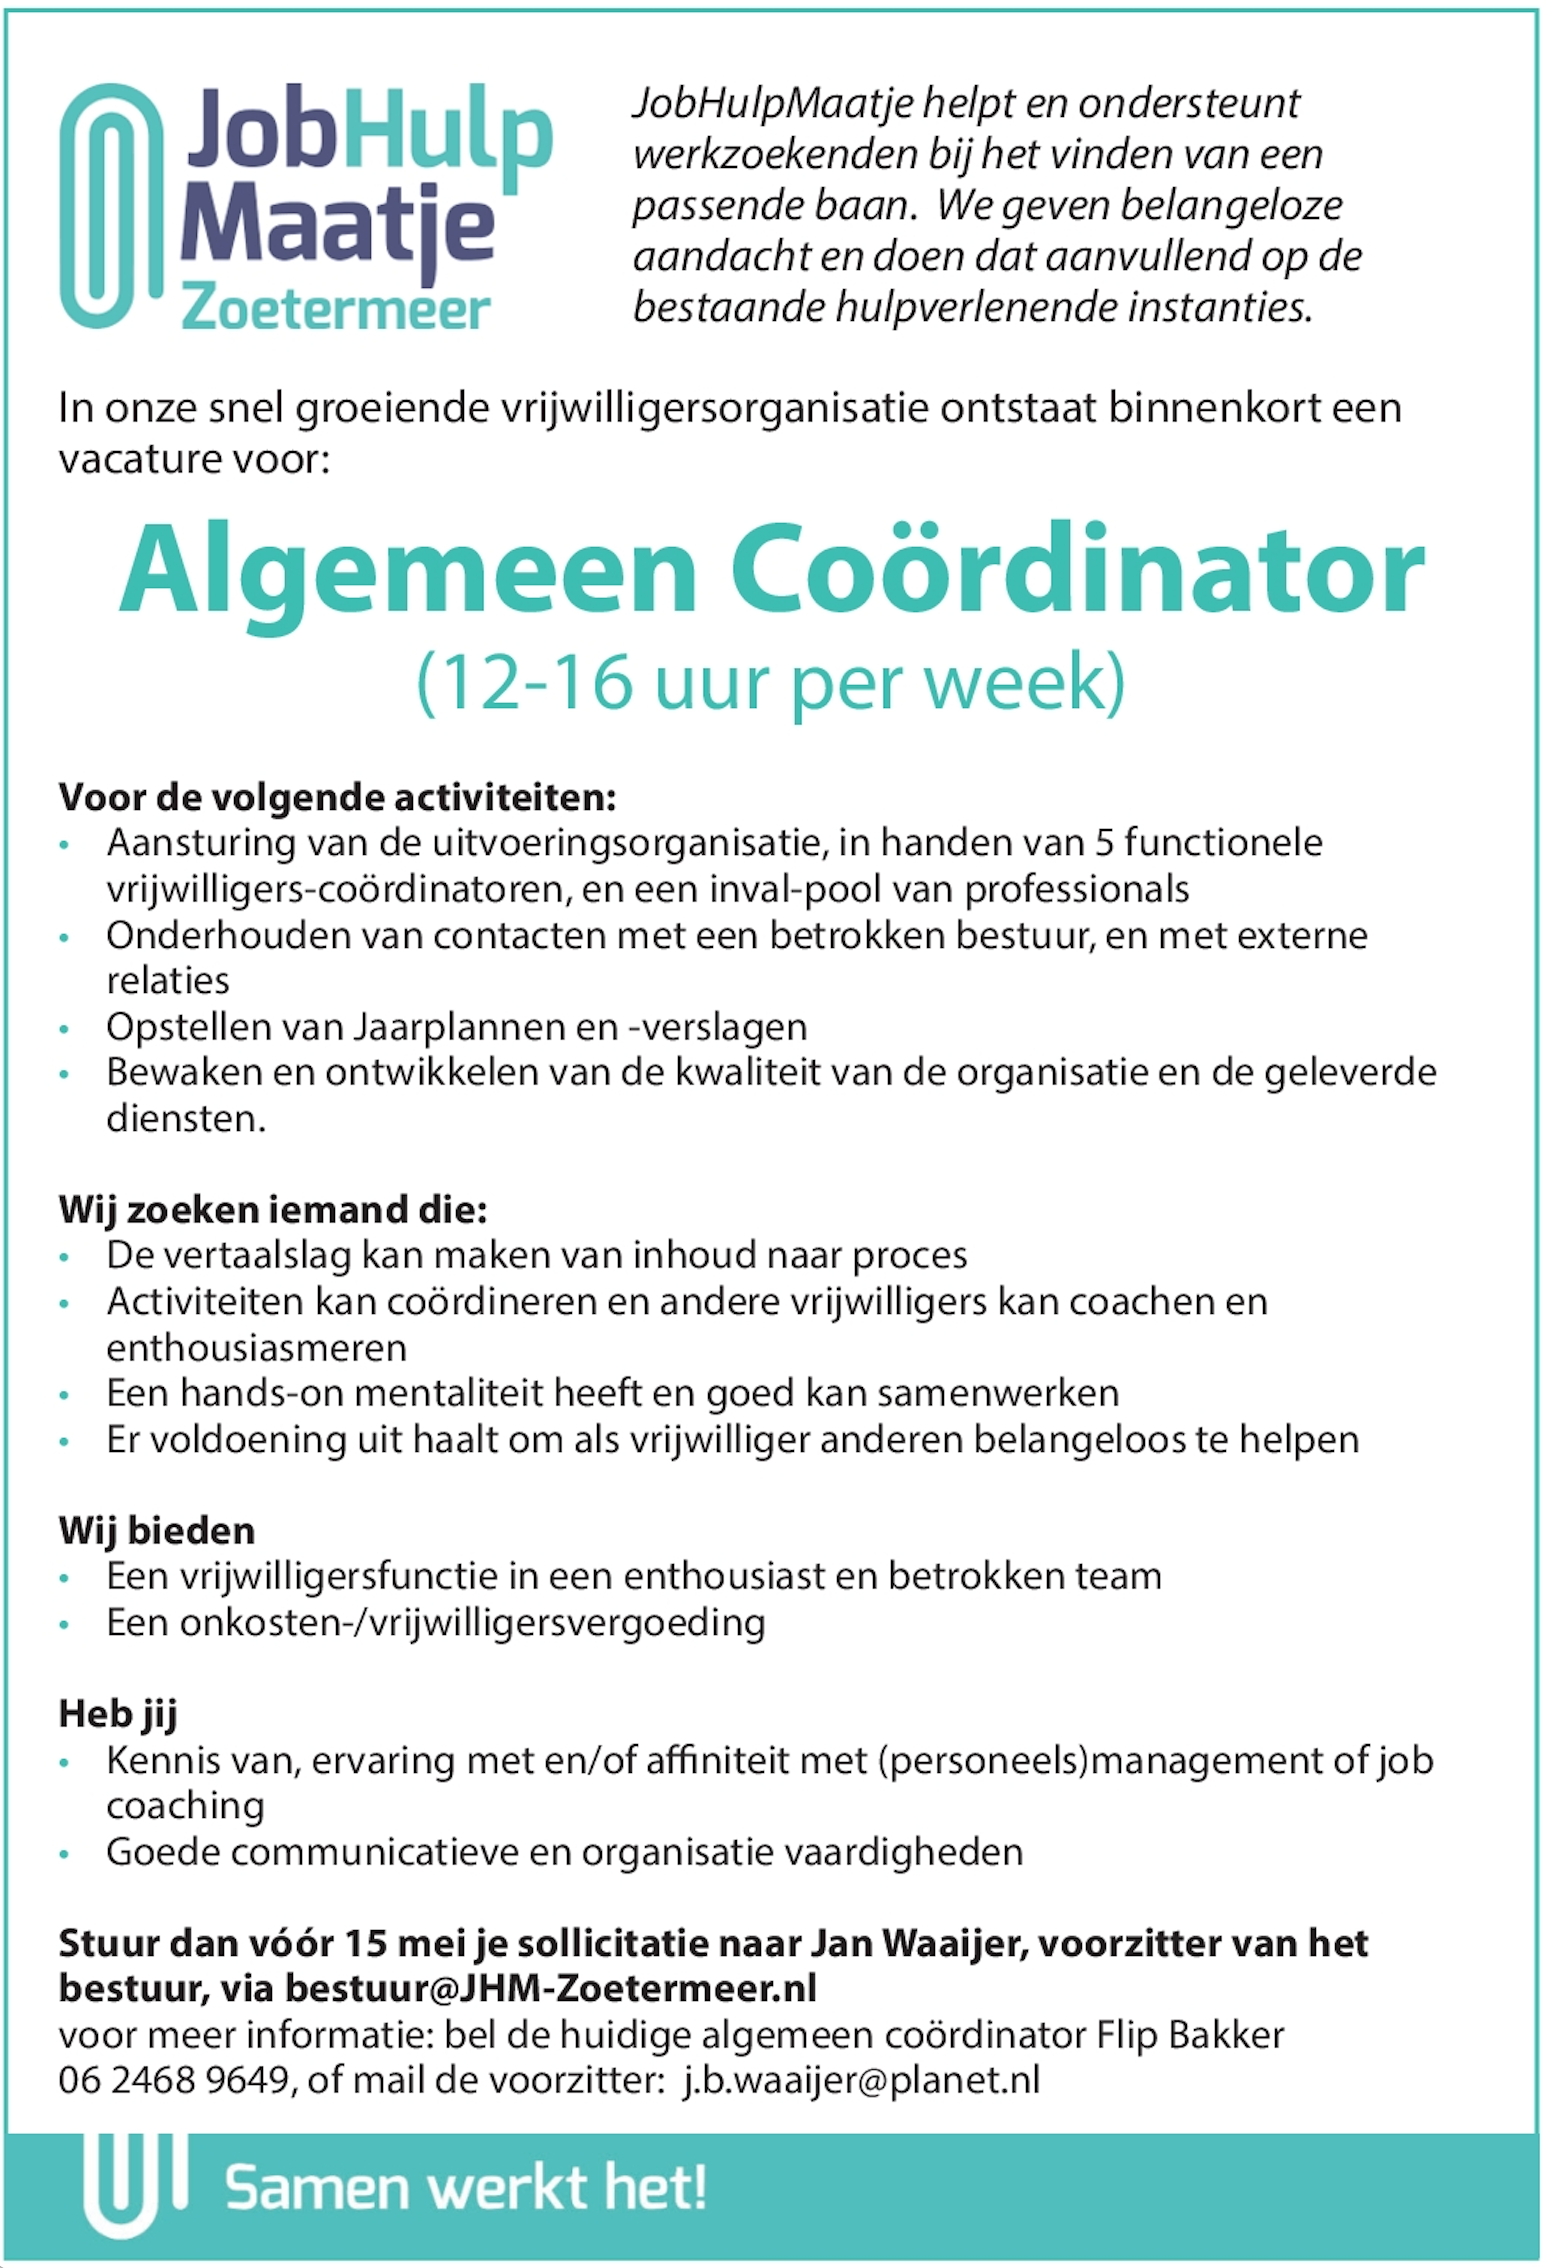 JobHulp
Maatje
Zoetermeer
JobHulpMaatje helpt en ondersteunt
werkzoekenden bij het vinden van een
passende baan.  We geven belangeloze
aandacht en doen dat aanvullend op de
bestaande hulpverlenende instanties.
In onze snel groeiende vrijwilligersorganisatie ontstaat binnenkort een
vacature voor:
Algemeen Coördinator
(12-16 uur per week)
Voor de volgende activiteiten:
• Aansturing van de uitvoeringsorganisatie, in handen van 5 functionele
vrijwilligers-coördinatoren, en een inval-pool van professionals
• Onderhouden van contacten met een betrokken bestuur, en met externe
relaties
• Opstellen van Jaarplannen en -verslagen
• Bewaken en ontwikkelen van de kwaliteit van de organisatie en de geleverde
diensten.
Wij zoeken iemand die:
• De vertaalslag kan maken van inhoud naar proces
• Activiteiten kan coördineren en andere vrijwilligers kan coachen en
enthousiasmeren
• Een hands-on mentaliteit heeft en goed kan samenwerken
• Er voldoening uit haalt om als vrijwilliger anderen belangeloos te helpen
Wij bieden
• Een vrijwilligersfunctie in een enthousiast en betrokken team
• Een onkosten-/vrijwilligersvergoeding
Heb jij
• Kennis van, ervaring met en/of affiniteit met (personeels)management of job
coaching
• Goede communicatieve en organisatie vaardigheden
Stuur dan vóór 15 mei je sollicitatie naar Jan Waaijer, voorzitter van het
bestuur, via bestuur@JHM-Zoetermeer.nl
voor meer informatie: bel de huidige algemeen coördinator Flip Bakker
06 2468 9649, of mail de voorzitter:  j.b.waaijer@planet.nl
Samen werkt het!